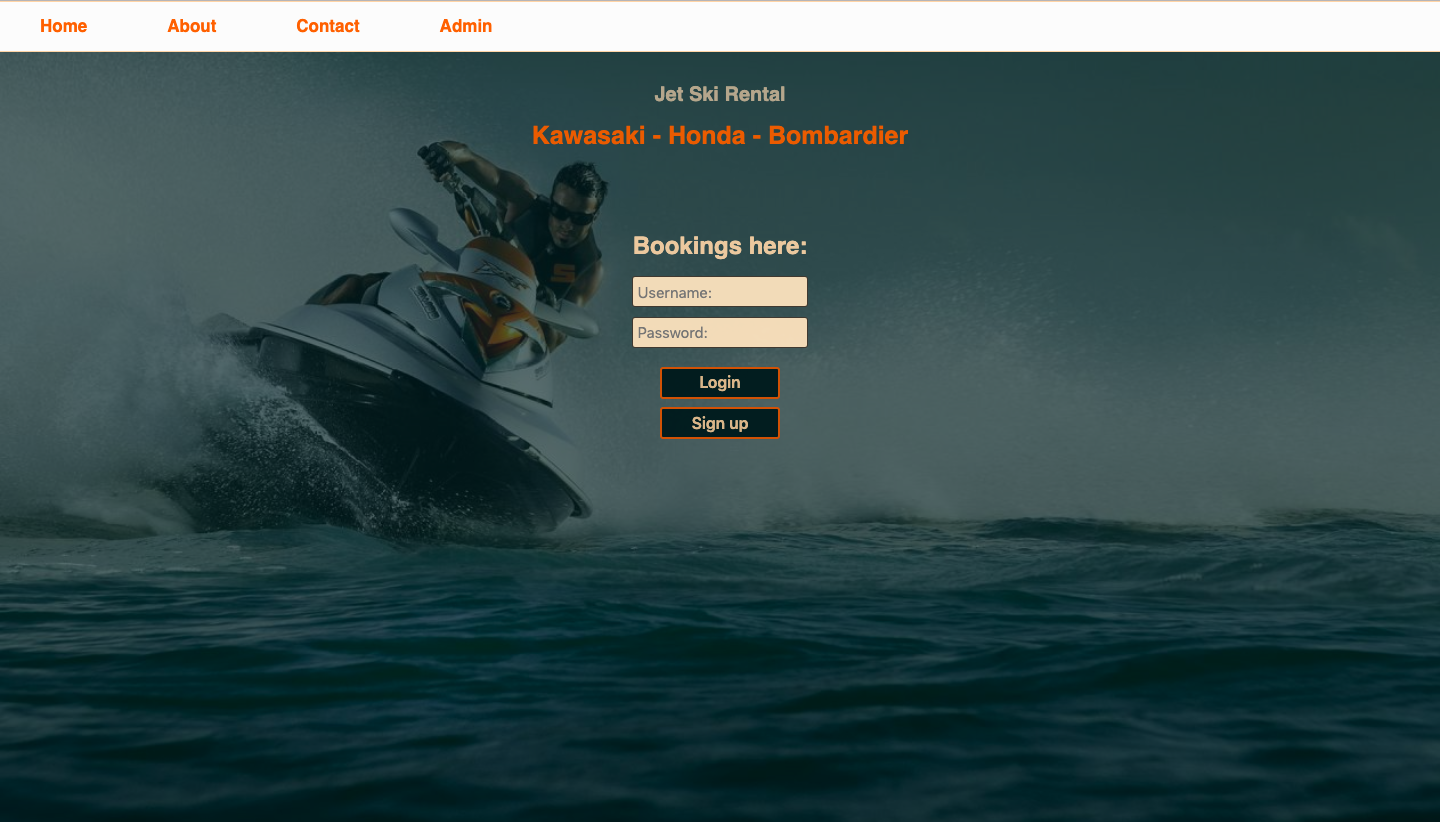 Home About Contact Admin
Jet Ski Rental
Kawasaki - Honda - Bombardier
Bookings here:
Username:
Password:
Login
Sign up